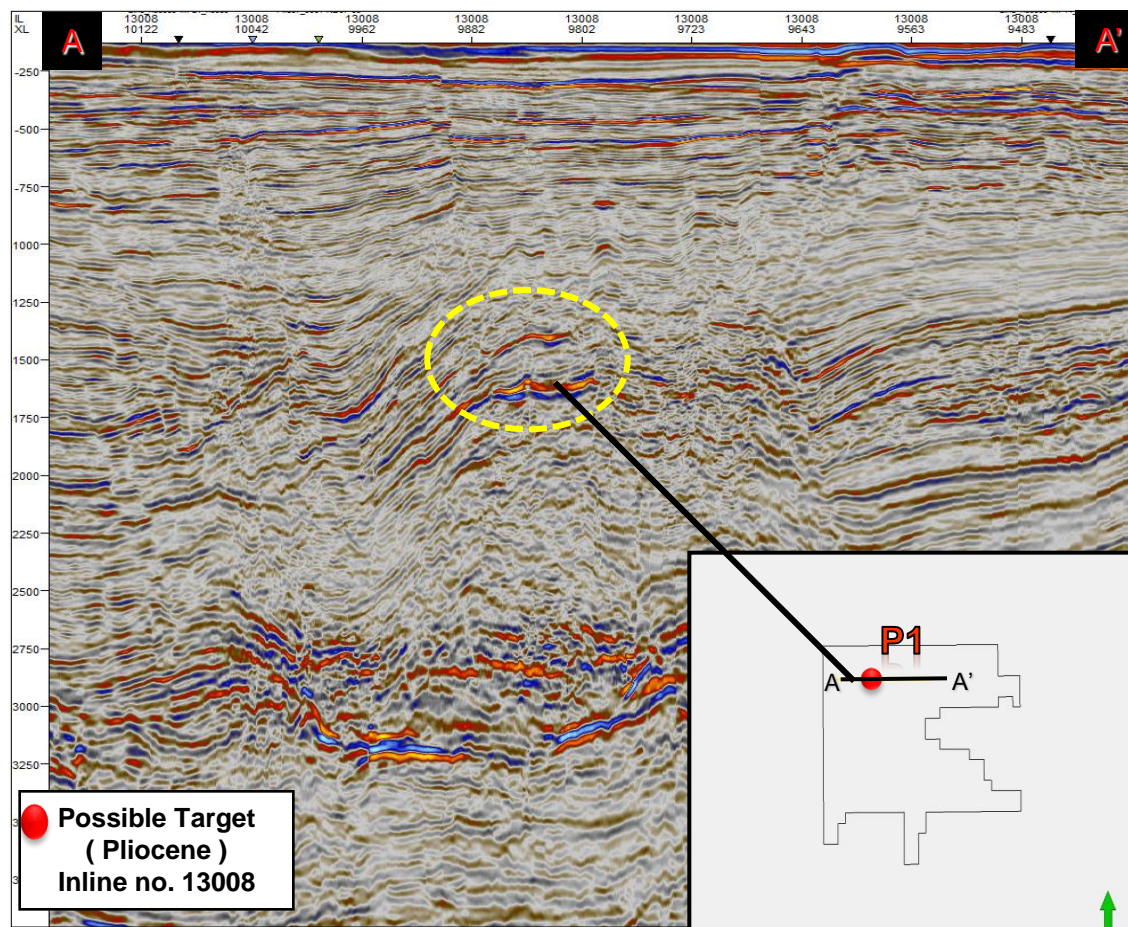 IL 13008 13008 13008 13008 13008 13008 13008 13008 13008
XL 10122 10042 9962 9882 9802 9723 9643 9563 9483
A A'
-250
-500
-750
1000
1250
1500
1750
2000
2250
2500
2750
3000
3250
P1
A A'
Possible Target
( Pliocene )
Inline no. 13008